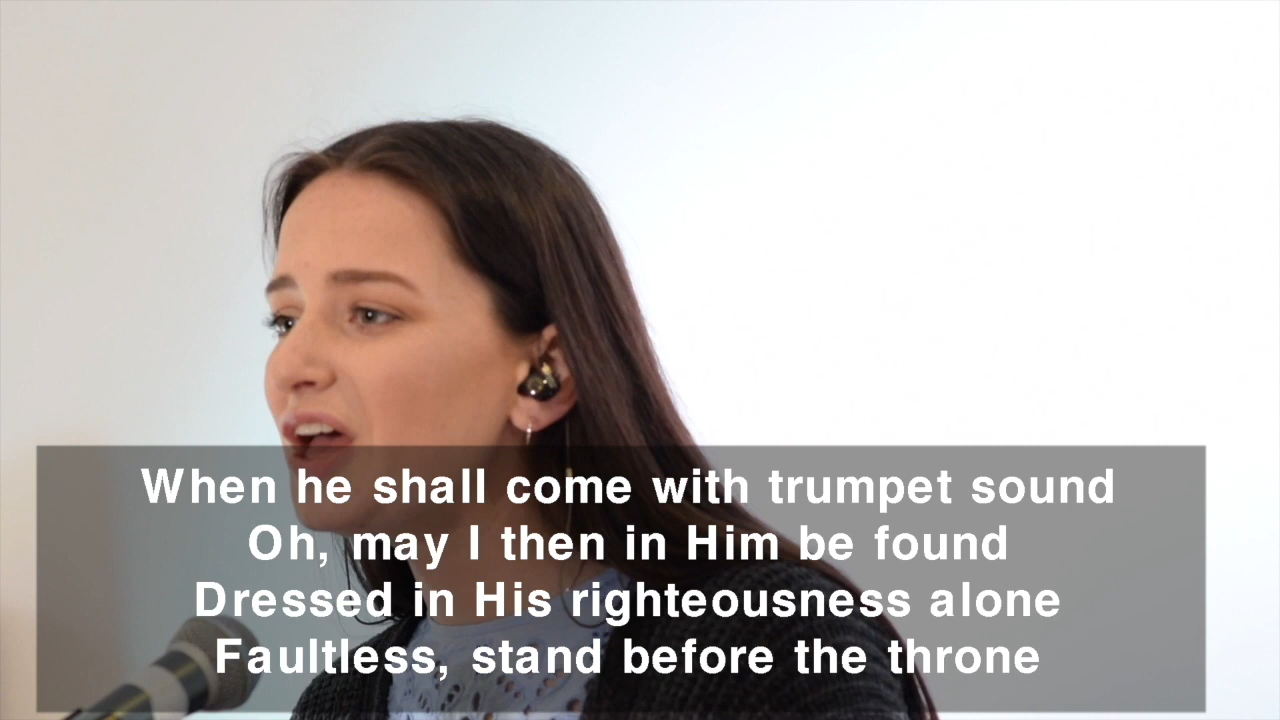 When he shall come with trumpet sound
Oh, may I then in Him be found
Dressed in His righteousness alone
Faultless, stand before the throne